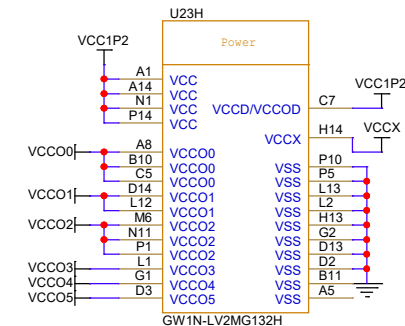 U23H
Power
VCC1P2
A1 VCC
A14 VCC
N1 VCC
P14 VCC
VCCD/VCCOD C7 VCC1P2
VCCX H14 VCCX
VCCO0 A8 VCCO0
B10 VCCO0
C5 VCCO0
VCCO1 D14 VCCO1
L12 VCCO1
VCCO2 M6 VCCO2
N11 VCCO2
P1 VCCO2
VCCO3 L1 VCCO3
VCCO4 G1 VCCO4
VCCO5 D3 VCCO5
VSS P10
VSS P5
VSS L13
VSS L2
VSS H13
VSS G2
VSS D13
VSS D2
VSS B11
VSS A5
GW1N-LV2MG132H